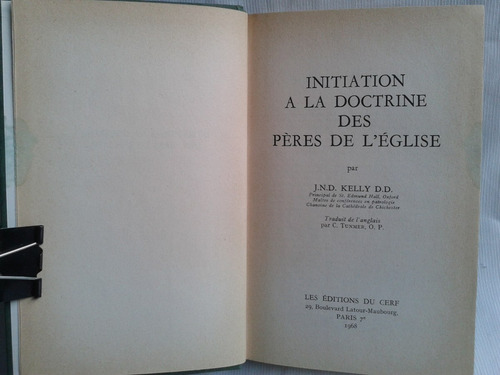 INITIATION
A LA DOCTRINE
DES
PÈRES DE L'ÉGLISE
par
J.N.D. KELLY D.D.
Principal de St. Edmund Hall, Oxford
Maître de conférences en patrologie
Chanoine de la Cathédrale de Chichester
Traduit de l'anglais
par C. TUNMER, O. P.
LES ÉDITIONS DU CERF
29, Boulevard Latour-Maubourg,
PARIS 7e
1968